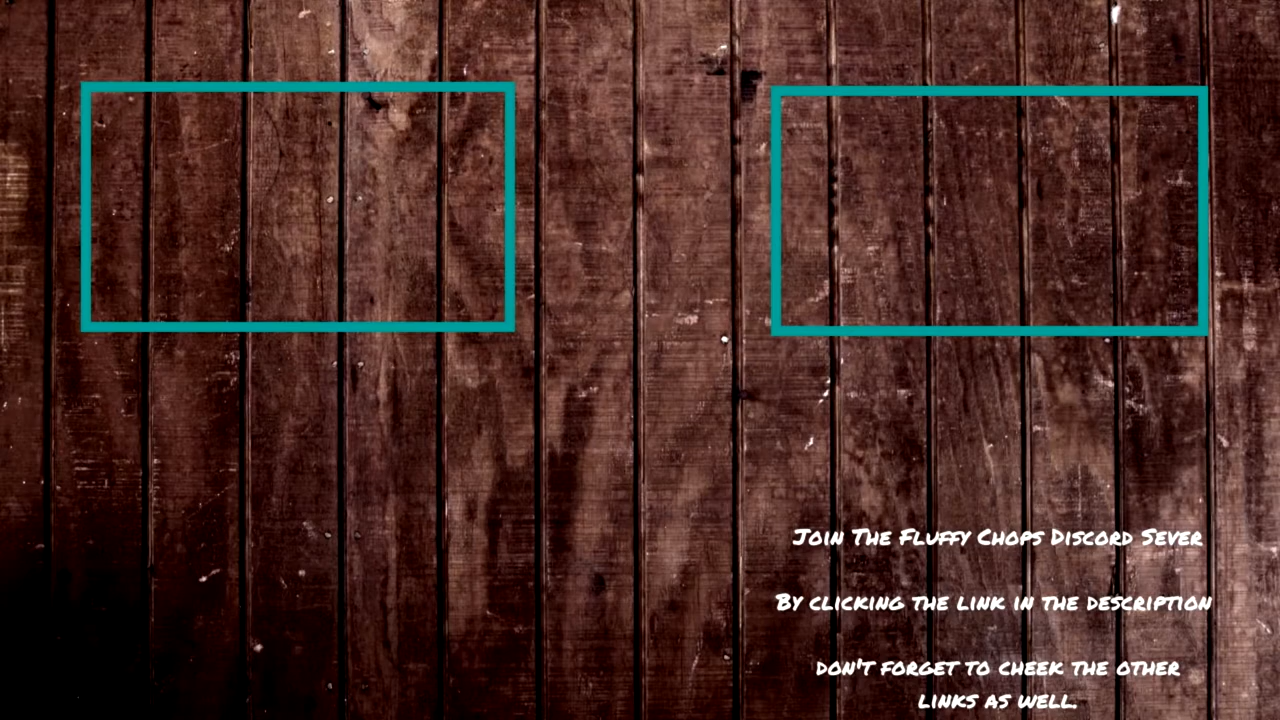 Join The Fluffy Chops Discord Sever
By clicking the link in the description
don't forget to cheek the other
links as well.